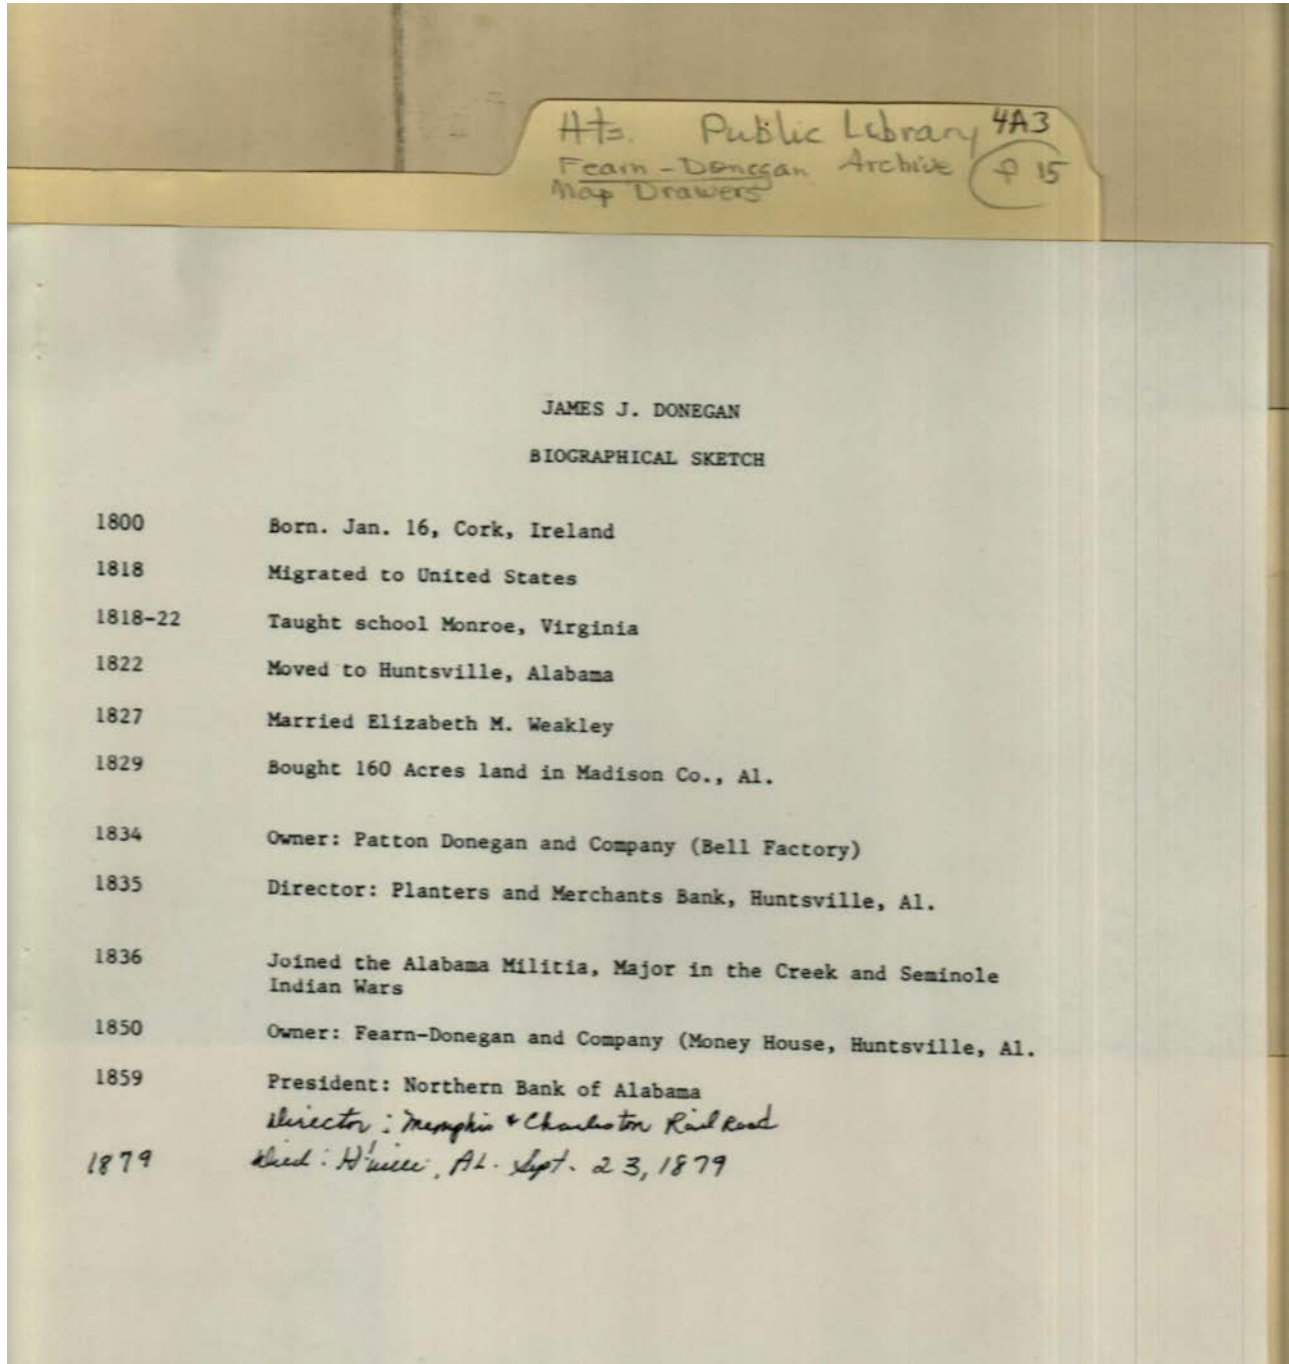 Hts. Public Library 4A3
Fearn-Donegan Archive P 15
Map Drawers
JAMES J. DONEGAN
BIOGRAPHICAL SKETCH
1800 Born. Jan. 16, Cork, Ireland
1818 Migrated to United States
1818-22 Taught school Monroe, Virginia
1822 Moved to Huntsville, Alabama
1827 Married Elizabeth M. Weakley
1829 Bought 160 Acres land in Madison Co., Al.
1834 Owner: Patton Donegan and Company (Bell Factory)
1835 Director: Planters and Merchants Bank, Huntsville, Al.
1836 Joined the Alabama Militia, Major in the Creek and Seminole
Indian Wars
1850 Owner: Fearn-Donegan and Company (Money House, Huntsville, Al.
1859 President: Northern Bank of Alabama
Director: Memphis & Charleston Rail Road
1879 Died: H'ville, AL. Sept. 23, 1879